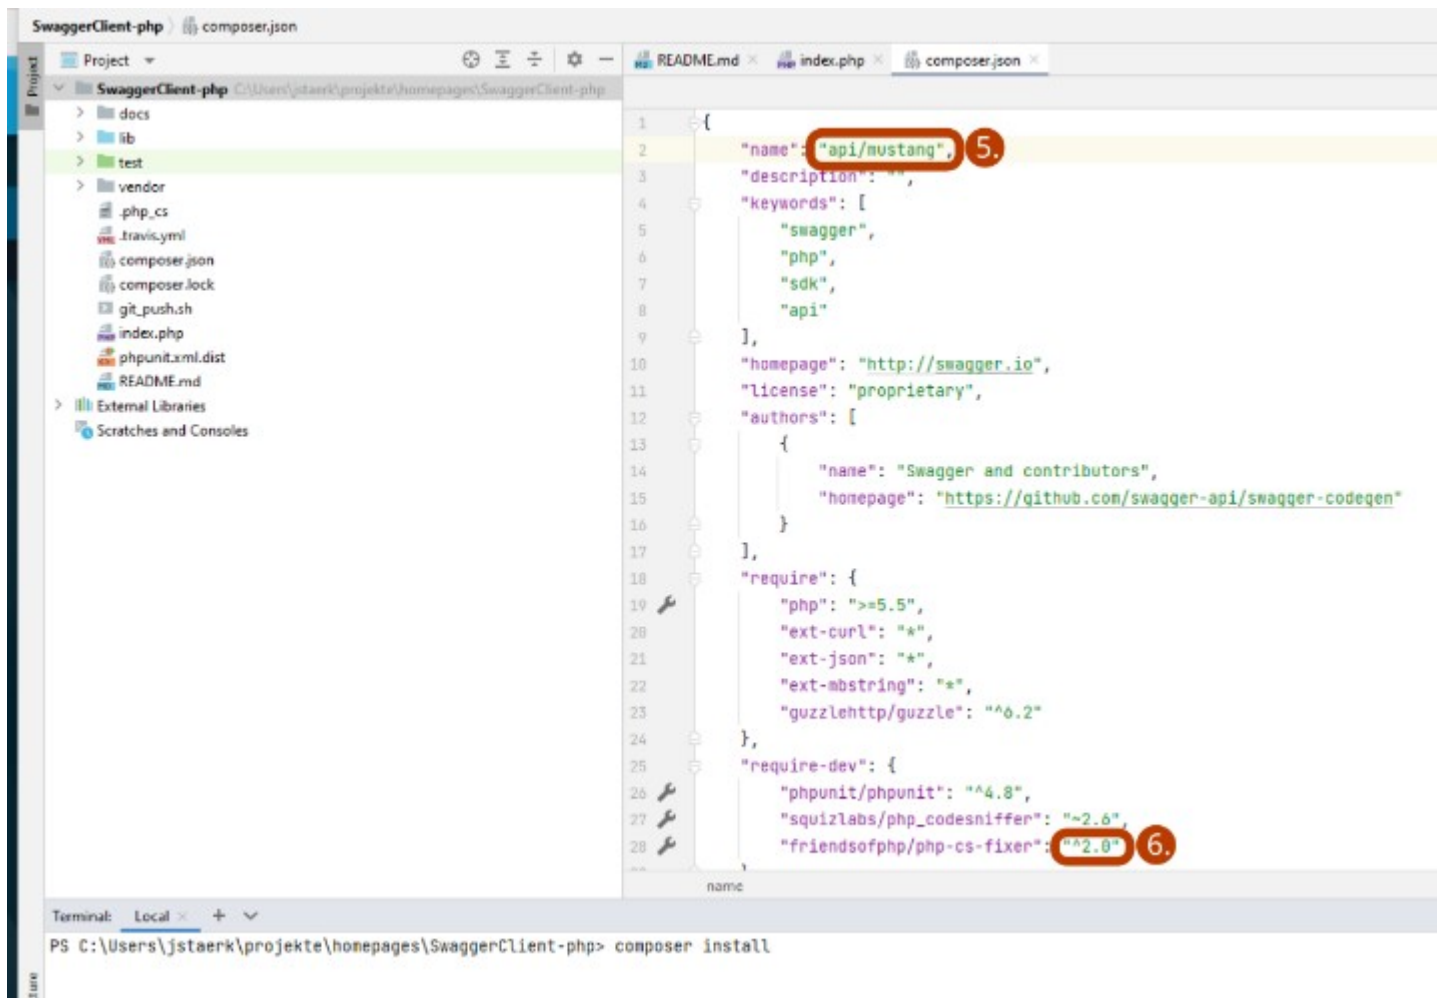 SwaggerClient-php composer.json
Project
README.md index.php composer.json
Project
SwaggerClient-php C:\Users\jstaerk\projekte\homepages\SwaggerClient-php
docs
lib
test
vendor
.php_cs
.travis.yml
composer.json
composer.lock
git_push.sh
index.php
phpunit.xml.dist
README.md
External Libraries
Scratches and Consoles
1 {
2 "name": "api/mustang", 5.
3 "description": "",
4 "keywords": [
5 "swagger",
6 "php",
7 "sdk",
8 "api"
9 ],
10 "homepage": "http://swagger.io",
11 "license": "proprietary",
12 "authors": [
13 {
14 "name": "Swagger and contributors",
15 "homepage": "https://github.com/swagger-api/swagger-codegen"
16 }
17 ],
18 "require": {
19 "php": ">=5.5",
20 "ext-curl": "*",
21 "ext-json": "*",
22 "ext-mbstring": "*",
23 "guzzlehttp/guzzle": "^6.2"
24 },
25 "require-dev": {
26 "phpunit/phpunit": "^4.8",
27 "squizlabs/php_codesniffer": "~2.6",
28 "friendsofphp/php-cs-fixer": "^2.0" 6.
name
Terminal: Local
PS C:\Users\jstaerk\projekte\homepages\SwaggerClient-php> composer install